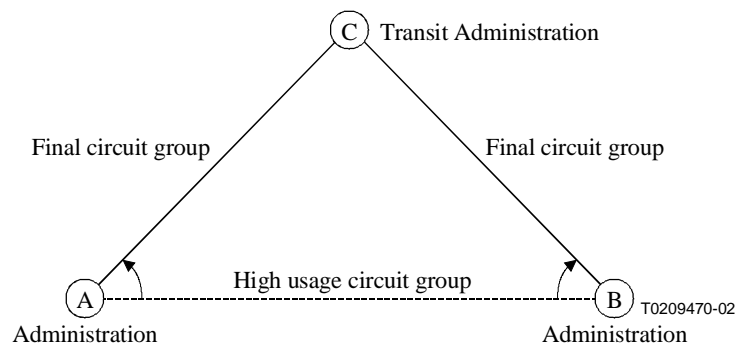 C Transit Administration
Final circuit group
Final circuit group
High usage circuit group
A
B
T0209470-02
Administration
Administration